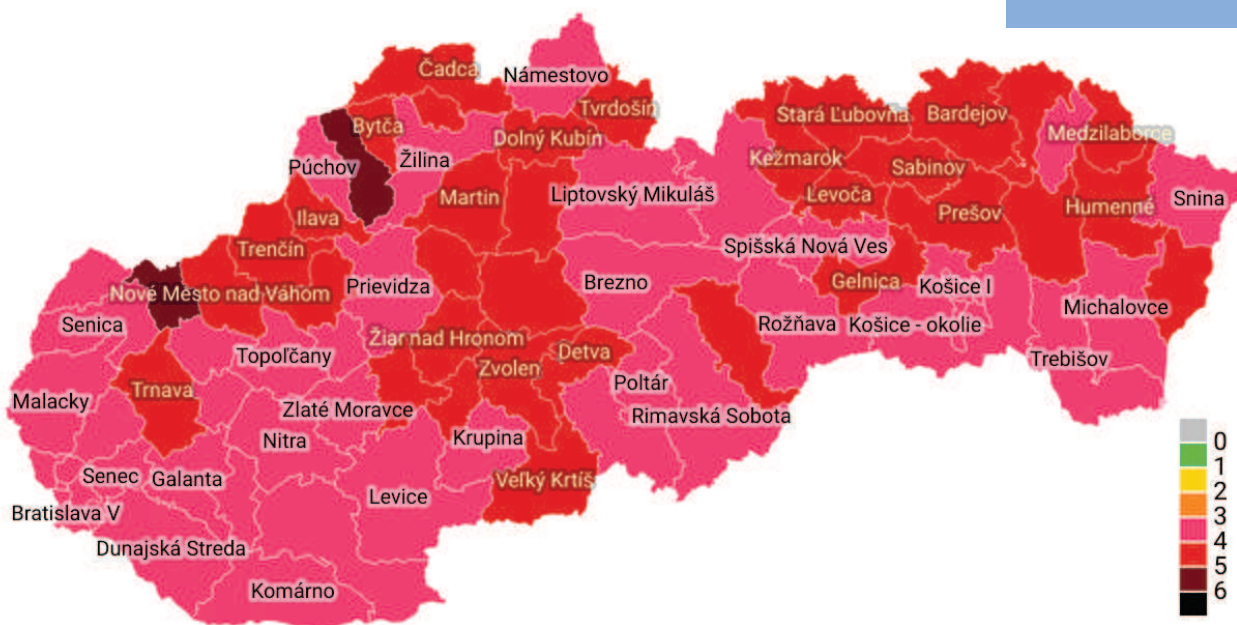 Čadca
Námestovo
Tvrdošín
Bytča
Dolný Kubín
Púchov
Žilina
Stará Ľubovňa
Bardejov
Medzilaborce
Kežmarok
Sabinov
Liptovský Mikuláš
Levoča
Martin
Snina
Ilava
Prešov
Humenné
Trenčín
Spišská Nová Ves
Nové Mesto nad Váhom
Prievidza
Brezno
Gelnica
Košice I
Michalovce
Senica
Rožňava
Košice - okolie
Žiar nad Hronom
Topoľčany
Detva
Trebišov
Zvolen
Trnava
Poltár
Malacky
Zlaté Moravce
Rimavská Sobota
Nitra
Krupina
Senec
Galanta
Veľký Krtíš
Levice
Bratislava V
Dunajská Streda
Komárno
0
1
2
3
4
5
6